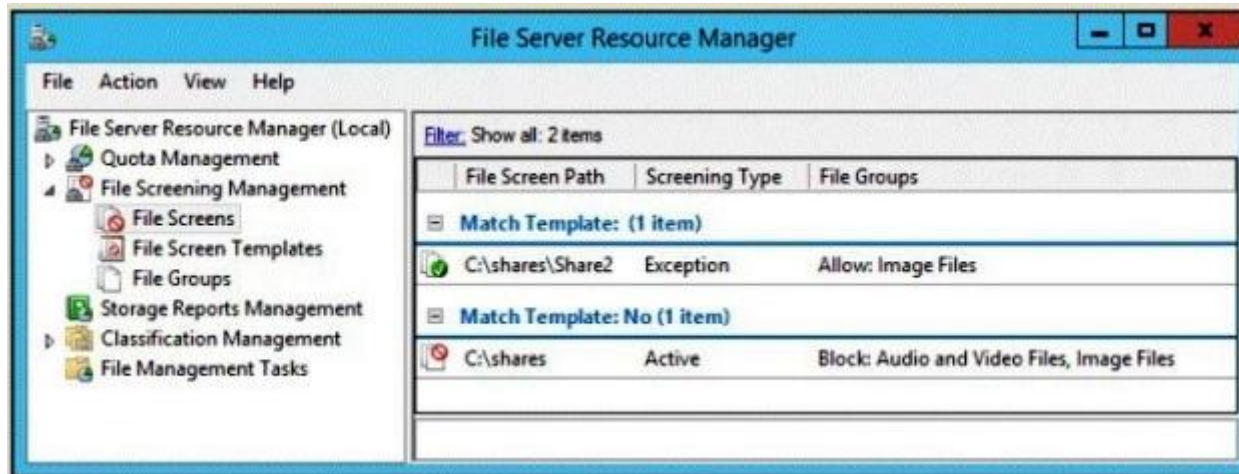 File Server Resource Manager
File Action View Help
File Server Resource Manager (Local)
Quota Management
File Screening Management
File Screens
File Screen Templates
File Groups
Storage Reports Management
Classification Management
File Management Tasks
Filter: Show all: 2 items
File Screen Path Screening Type File Groups
Match Template: (1 item)
C:\shares\Share2 Exception Allow: Image Files
Match Template: No (1 item)
C:\shares Active Block: Audio and Video Files, Image Files